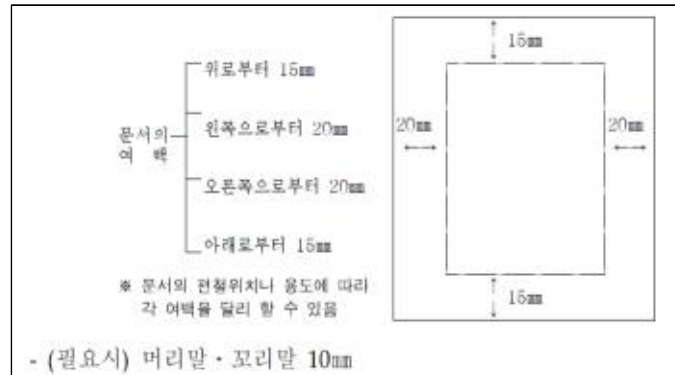 문서의
여 백
위로부터 15㎜
왼쪽으로부터 20㎜
오른쪽으로부터 20㎜
아래로부터 15㎜
※ 문서의 편철위치나 용도에 따라
각 여백을 달리 할 수 있음
15㎜
20㎜
20㎜
15㎜
- (필요시) 머리말·꼬리말 10㎜